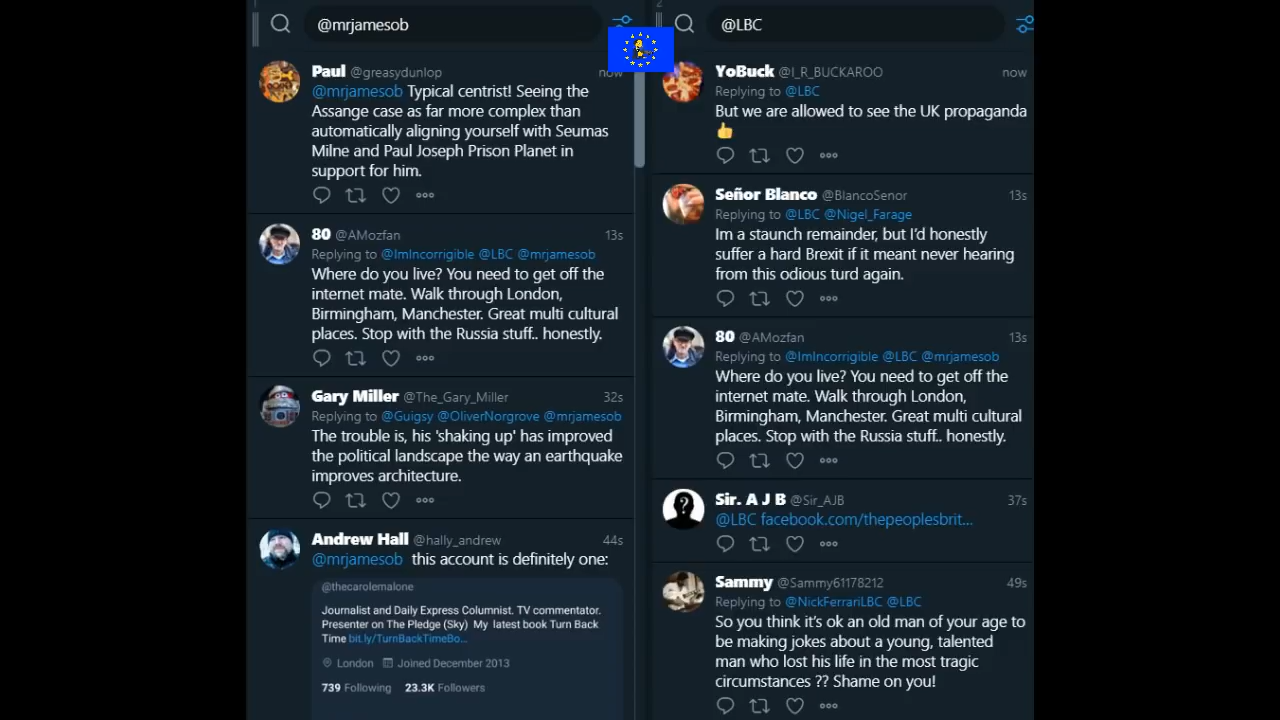 1
@mrjamesob
Paul @greasydunlop now
@mrjamesob Typical centrist! Seeing the
Assange case as far more complex than
automatically aligning yourself with Seumas
Milne and Paul Joseph Prison Planet in
support for him.
80 @AMozfan 13s
Replying to @ImIncorrigible @LBC @mrjamesob
Where do you live? You need to get off the
internet mate. Walk through London,
Birmingham, Manchester. Great multi cultural
places. Stop with the Russia stuff.. honestly.
Gary Miller @The_Gary_Miller 32s
Replying to @Guigsy @OliverNorgrove @mrjamesob
The trouble is, his 'shaking up' has improved
the political landscape the way an earthquake
improves architecture.
Andrew Hall @hally_andrew 44s
@mrjamesob this account is definitely one:
@thecarolemalone
Journalist and Daily Express Columnist. TV commentator.
Presenter on The Pledge (Sky) My latest book Turn Back
Time bit.ly/TurnBackTimeBo...
London Joined December 2013
739 Following 23.3K Followers
2
@LBC
YoBuck @I_R_BUCKAROO now
Replying to @LBC
But we are allowed to see the UK propaganda
👍
Señor Blanco @BlancoSenor 13s
Replying to @LBC @Nigel_Farage
Im a staunch remainder, but I'd honestly
suffer a hard Brexit if it meant never hearing
from this odious turd again.
80 @AMozfan 13s
Replying to @ImIncorrigible @LBC @mrjamesob
Where do you live? You need to get off the
internet mate. Walk through London,
Birmingham, Manchester. Great multi cultural
places. Stop with the Russia stuff.. honestly.
Sir. A J B @Sir_AJB 37s
@LBC facebook.com/thepeoplesbrit...
Sammy @Sammy61178212 49s
Replying to @NickFerrariLBC @LBC
So you think it's ok an old man of your age to
be making jokes about a young, talented
man who lost his life in the most tragic
circumstances ?? Shame on you!